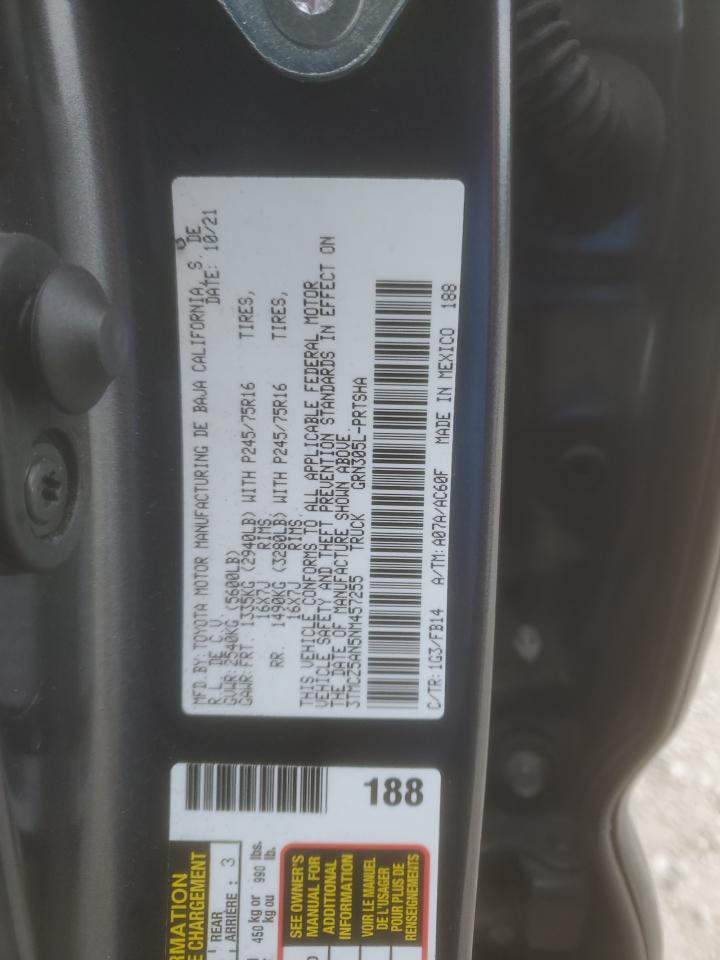 MFD.BY:TOYOTA MOTOR MANUFACTURING DE BAJA CALIFORNIA, S. DE
R.L. DE C.V. DATE: 10/21
GVWR:2540KG (5600LB)
GAWR:FRT. 1335KG (2940LB) WITH P245/75R16 TIRES,
16X7J RIMS
RR. 1490KG (3280LB) WITH P245/75R16 TIRES,
16X7J RIMS
THIS VEHICLE CONFORMS TO ALL APPLICABLE FEDERAL MOTOR
VEHICLE SAFETY AND THEFT PREVENTION STANDARDS IN EFFECT ON
THE DATE OF MANUFACTURE SHOWN ABOVE
3TMCZ5AN5NM457255 TRUCK GRN305L-PRTSHA
C/TR:1G3/FB14 A/TM:A07A/AC60F MADE IN MEXICO 188
188
REAR
ARRIÈRE : 3
450 kg or 990 lbs.
kg ou lb.
SEE OWNER'S
MANUAL FOR
ADDITIONAL
INFORMATION
VOIR LE MANUEL
DE L'USAGER
POUR PLUS DE
RENSEIGNEMENTS